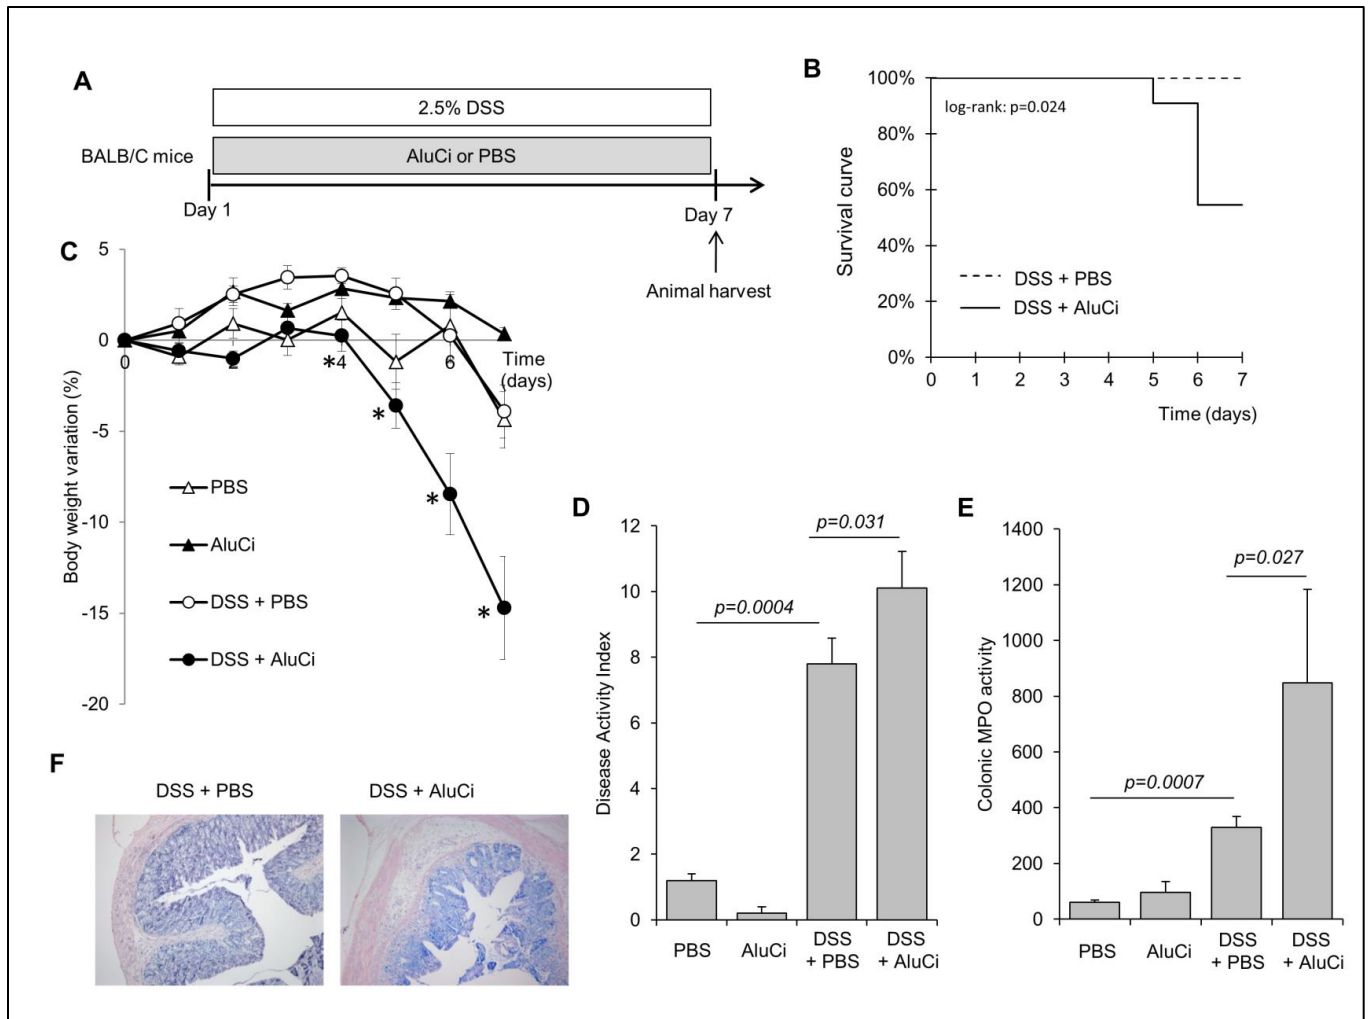 A
2.5% DSS
BALB/C mice
AluCi or PBS
Day 1
Day 7
Animal harvest
B
100%
80%
60%
40%
20%
0%
Survival curve
log-rank: p=0.024
DSS + PBS
DSS + AluCi
0 1 2 3 4 5 6 7
Time (days)
C
5
0
-5
-10
-15
-20
Body weight variation (%)
0 *4 6
Time
(days)
*
*
*
PBS
AluCi
DSS + PBS
DSS + AluCi
D
12
10
8
6
4
2
0
Disease Activity Index
p=0.0004
p=0.031
PBS AluCi DSS DSS
+ PBS + AluCi
E
1400
1200
1000
800
600
400
200
0
Colonic MPO activity
p=0.0007
p=0.027
PBS AluCi DSS DSS
+ PBS + AluCi
F
DSS + PBS
DSS + AluCi